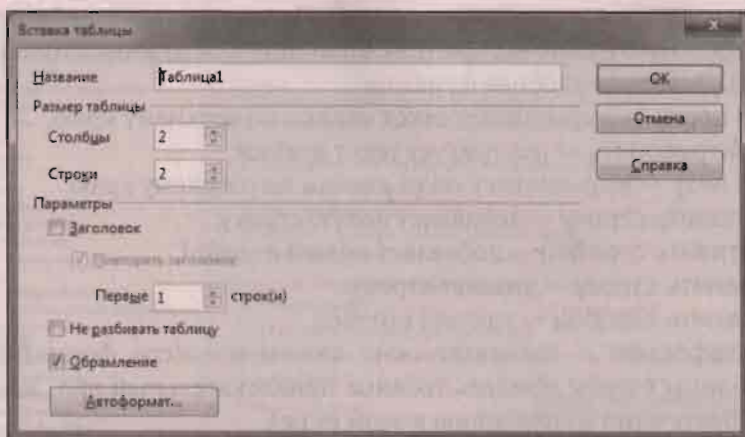 Вставка таблицы
Название Таблица1 ОК
Размер таблицы Отмена
Столбцы 2
Строки 2 Справка
Параметры
Заголовок
Повторять заголовок
Первые 1 строк(и)
Не разбивать таблицу
Обрамление
Автоформат...